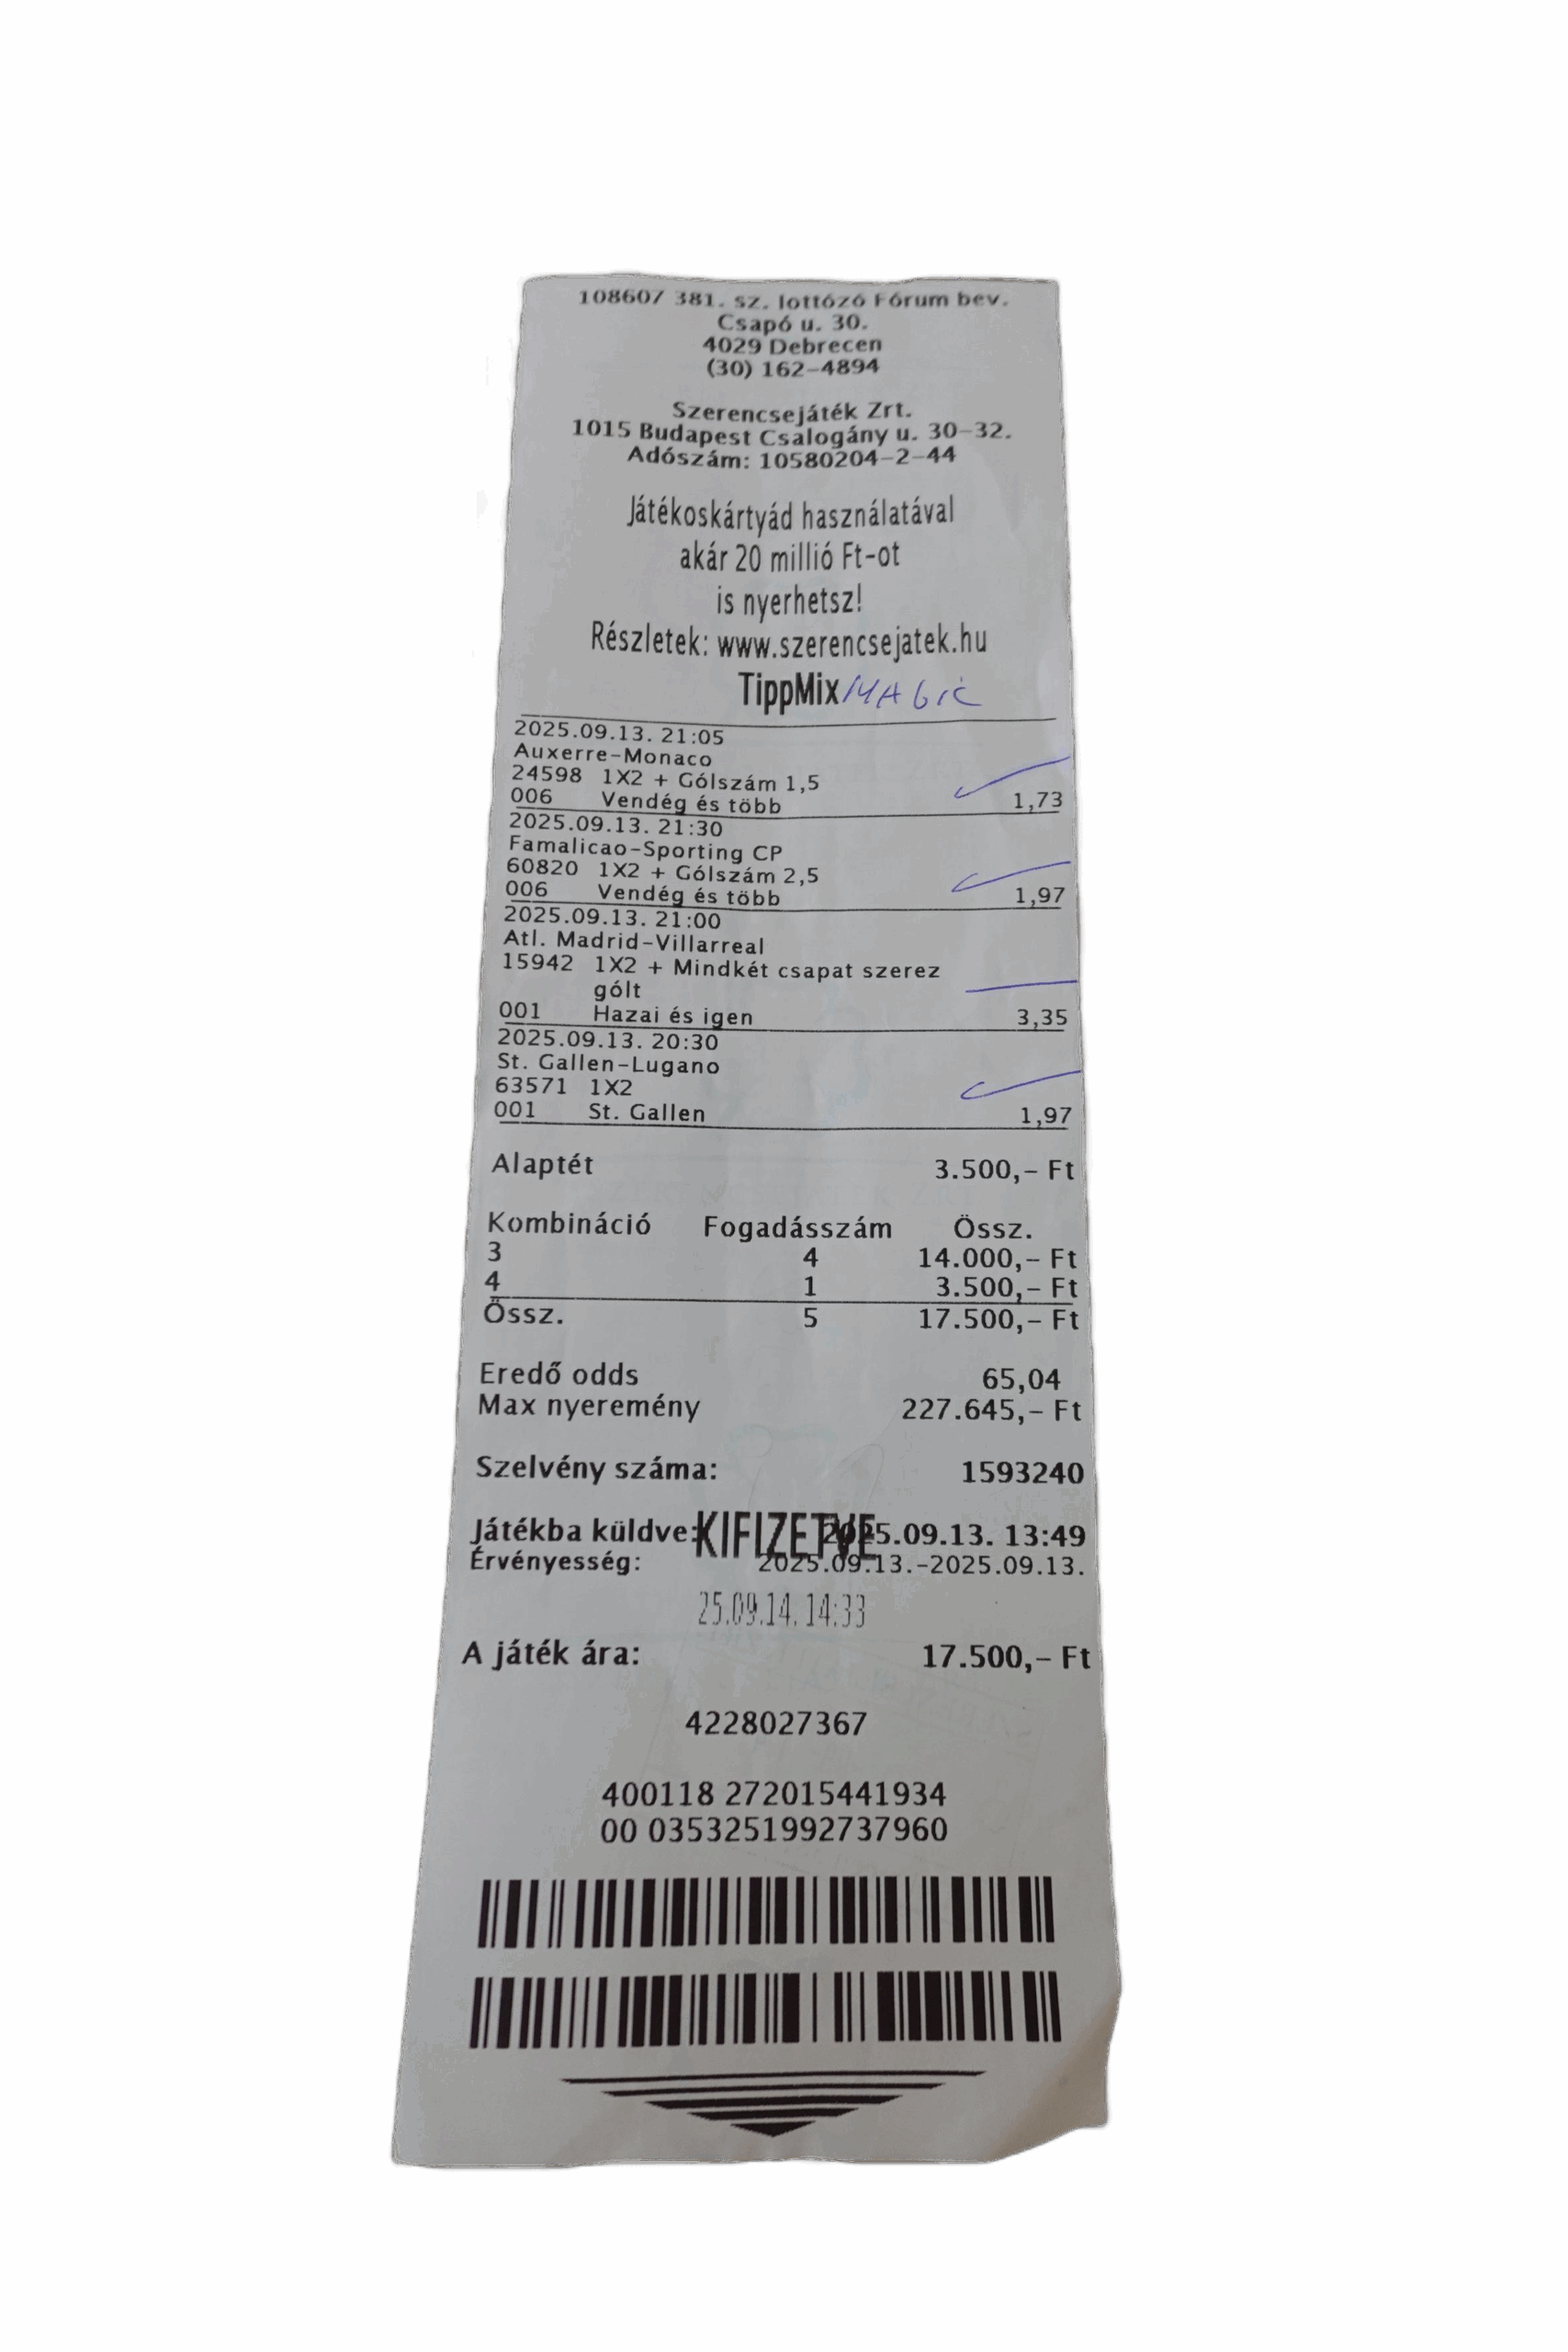 108607 381. sz. lottózó Fórum bev.
Csapó u. 30.
4029 Debrecen
(30) 162-4894
Szerencsejáték Zrt.
1015 Budapest Csalogány u. 30-32.
Adószám: 10580204-2-44
Játékoskártyád használatával
akár 20 millió Ft-ot
is nyerhetsz!
Részletek: www.szerencsejatek.hu
TippMix MAGIC
2025.09.13. 21:05
Auxerre-Monaco
24598 1X2 + Gólszám 1,5
006 Vendég és több 1,73
2025.09.13. 21:30
Famalicao-Sporting CP
60820 1X2 + Gólszám 2,5
006 Vendég és több 1,97
2025.09.13. 21:00
Atl. Madrid-Villarreal
15942 1X2 + Mindkét csapat szerez
gólt
001 Hazai és igen 3,35
2025.09.13. 20:30
St. Gallen-Lugano
63571 1X2
001 St. Gallen 1,97
Alaptét 3.500,- Ft
Kombináció Fogadásszám Össz.
3 4 14.000,- Ft
4 1 3.500,- Ft
Össz. 5 17.500,- Ft
Eredő odds 65,04
Max nyeremény 227.645,- Ft
Szelvény száma: 1593240
Játékba küldve: 2025.09.13. 13:49
KIFIZETVE
Érvényesség: 2025.09.13.-2025.09.13.
25.09.14. 14:33
A játék ára: 17.500,- Ft
4228027367
400118 272015441934
00 0353251992737960